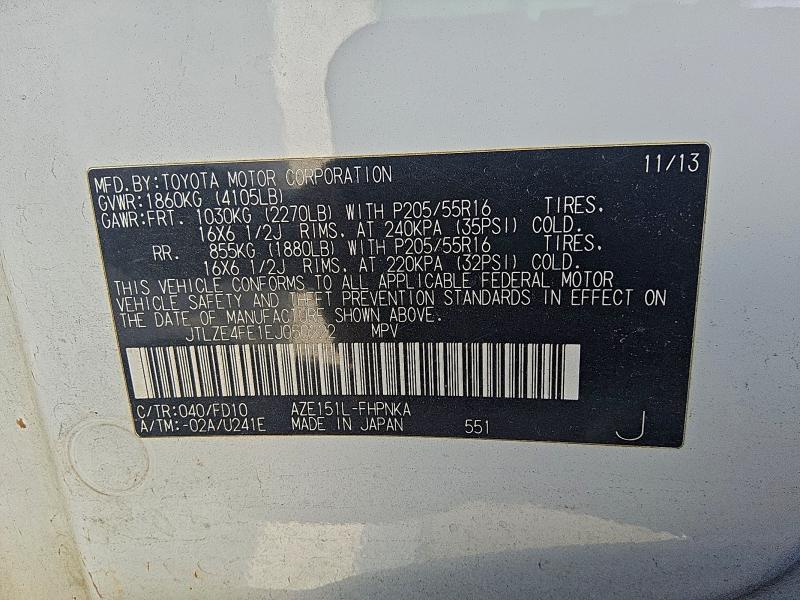 11/13
MFD.BY:TOYOTA MOTOR CORPORATION
GVWR:1860KG (4105LB)
GAWR:FRT. 1030KG (2270LB) WITH P205/55R16 TIRES.
16X6 1/2J RIMS. AT 240KPA (35PSI) COLD.
RR. 855KG (1880LB) WITH P205/55R16 TIRES.
16X6 1/2J RIMS. AT 220KPA (32PSI) COLD.
THIS VEHICLE CONFORMS TO ALL APPLICABLE FEDERAL MOTOR
VEHICLE SAFETY AND THEFT PREVENTION STANDARDS IN EFFECT ON
THE DATE OF MANUFACTURE SHOWN ABOVE.
MPV
C/TR:040/FD10 AZE151L-FHPNKA
A/TM:-02A/U241E MADE IN JAPAN 551 J